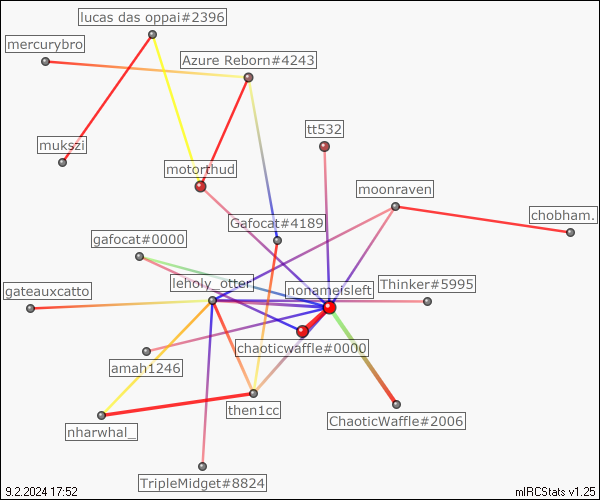 lucas das oppai#2396
mercurybro
Azure Reborn#4243
tt532
mukszi
motorthud
moonraven
chobham.
Gafocat#4189
gafocat#0000
leholy_otter
nonameisleft
Thinker#5995
gateauxcatto
chaoticwaffle#0000
amah1246
then1cc
ChaoticWaffle#2006
nharwhal_
TripleMidget#8824
9.2.2024 17:52
mIRCStats v1.25